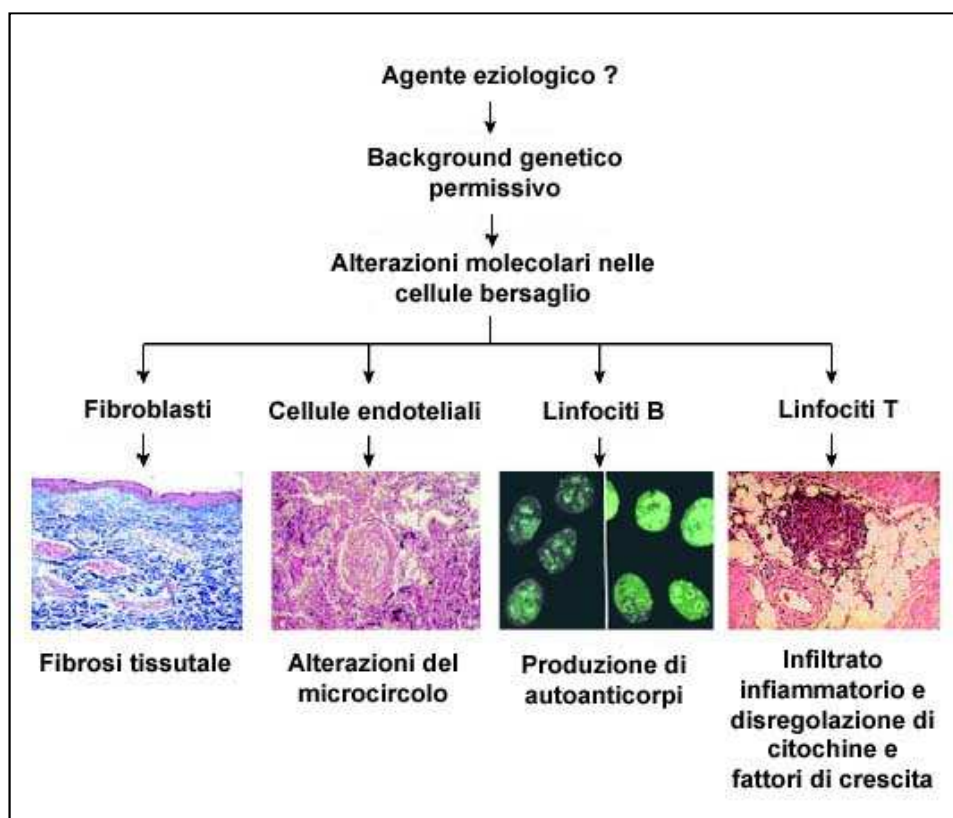 Agente eziologico ?
Background genetico
permissivo
Alterazioni molecolari nelle
cellule bersaglio
Fibroblasti
Cellule endoteliali
Linfociti B
Linfociti T
Fibrosi tissutale
Alterazioni del
microcircolo
Produzione di
autoanticorpi
Infiltrato
infiammatorio e
disregolazione di
citochine e
fattori di crescita